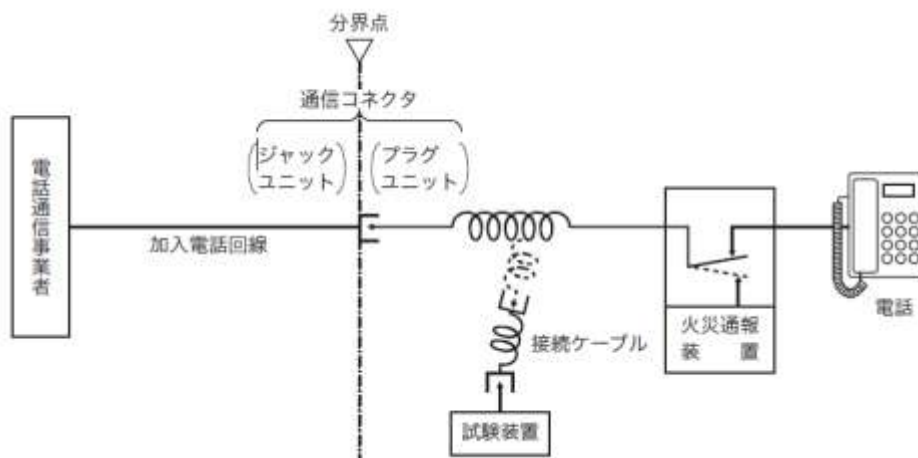 分界点
通信コネクタ
ジャック
ユニット
プラグ
ユニット
電話通信事業者
加入電話回線
接続ケーブル
試験装置
火災通報
装置
電話